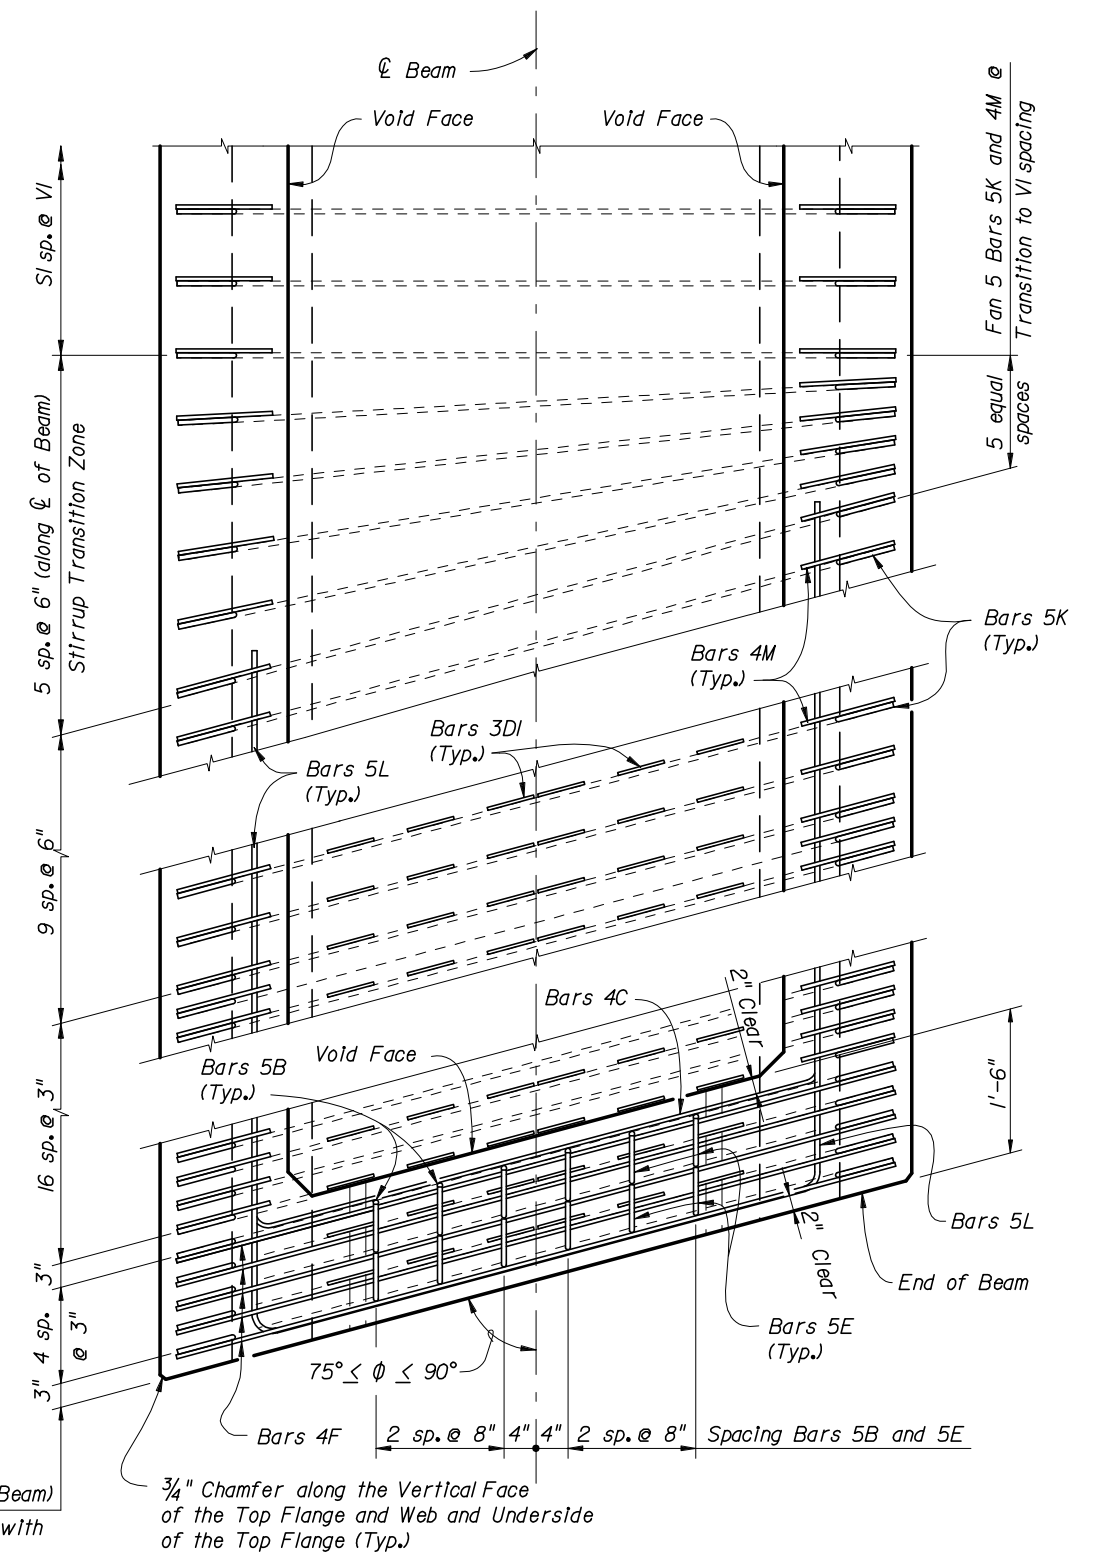 ℄ Beam
Void Face
Void Face
Fan 5 Bars 5K and 4M @
Transition to V1 spacing
S1 sp. @ V1
5 equal
spaces
5 sp. @ 6" (along ℄ of Beam)
Stirrup Transition Zone
Bars 5K
(Typ.)
Bars 4M
(Typ.)
Bars 3D1
(Typ.)
Bars 5L
(Typ.)
9 sp. @ 6"
2" Clear
Bars 4C
Void Face
Bars 5B
(Typ.)
1'-6"
16 sp. @ 3"
Bars 5L
2" Clear
End of Beam
3"
4 sp.
@ 3"
3"
Bars 5E
(Typ.)
75° ≤ ϕ ≤ 90°
Bars 4F
2 sp. @ 8"
4"
4"
2 sp. @ 8"
Spacing Bars 5B and 5E
¾" Chamfer along the Vertical Face
of the Top Flange and Web and Underside
of the Top Flange (Typ.)
Beam)
with